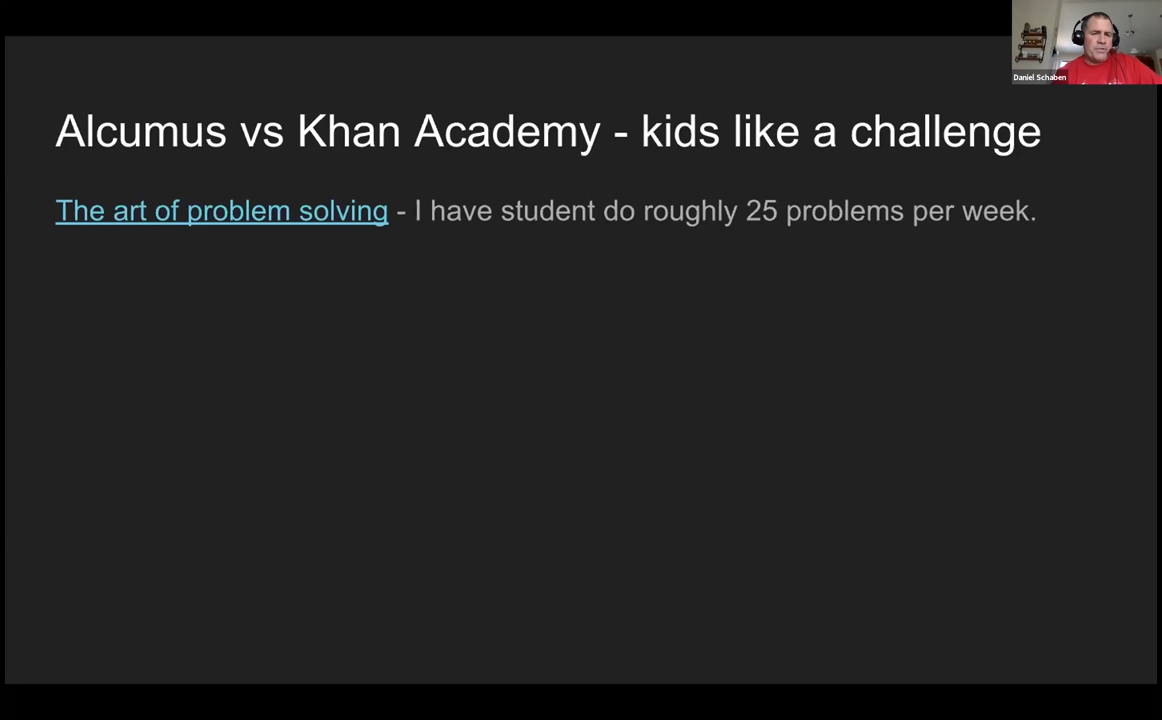 Daniel Schaben
Alcumus vs Khan Academy - kids like a challenge
The art of problem solving - I have student do roughly 25 problems per week.